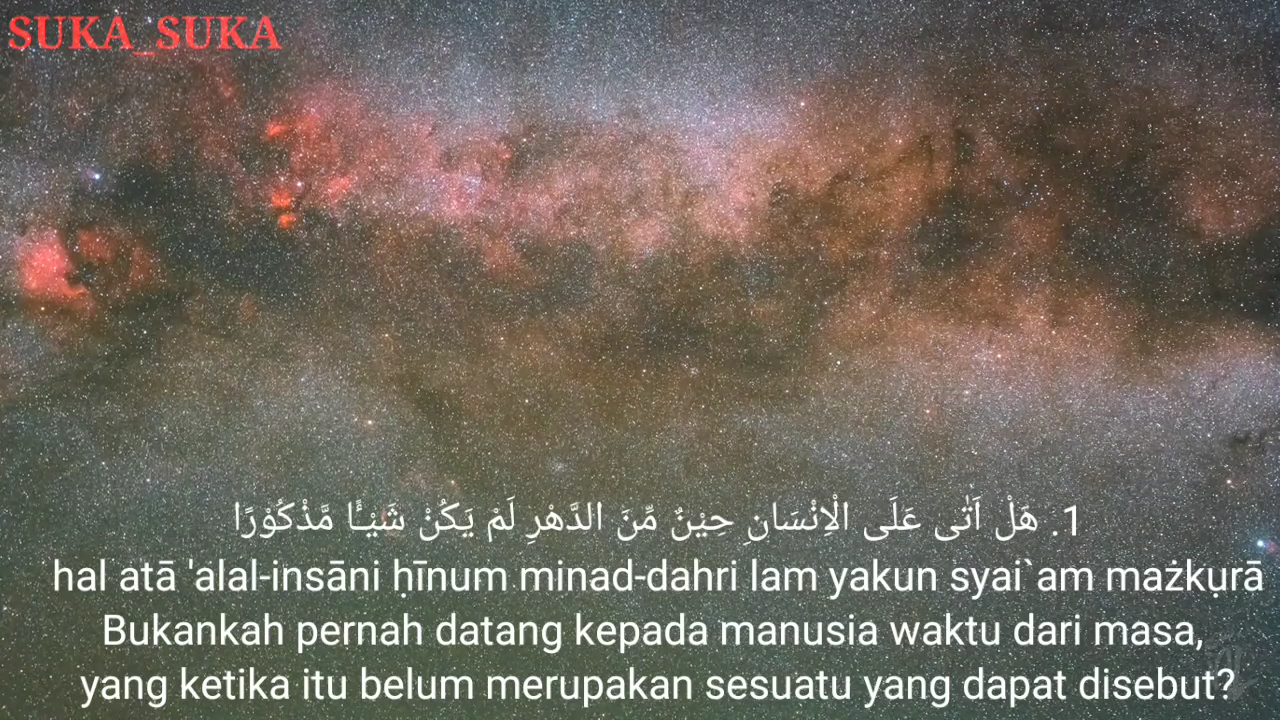 SUKA_SUKA
1. هَلْ اَتٰى عَلَى الْاِنْسَانِ حِيْنٌ مِّنَ الدَّهْرِ لَمْ يَكُنْ شَيْـًٔا مَّذْكُوْرًا
hal atā 'alal-insāni ḥīnum minad-dahri lam yakun syai`am mażkụrā
Bukankah pernah datang kepada manusia waktu dari masa,
yang ketika itu belum merupakan sesuatu yang dapat disebut?